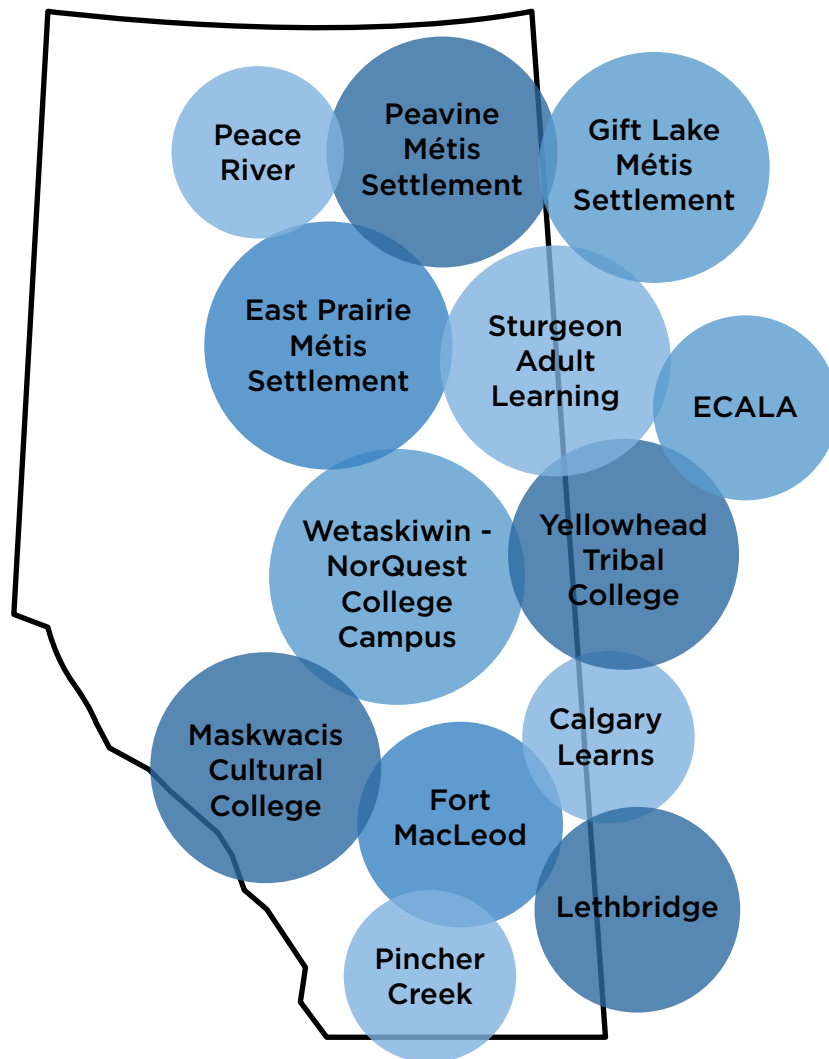 Peace
River
Peavine
Métis
Settlement
Gift Lake
Métis
Settlement
East Prairie
Métis
Settlement
Sturgeon
Adult
Learning
ECALA
Wetaskiwin -
NorQuest
College
Campus
Yellowhead
Tribal
College
Maskwacis
Cultural
College
Calgary
Learns
Fort
MacLeod
Lethbridge
Pincher
Creek